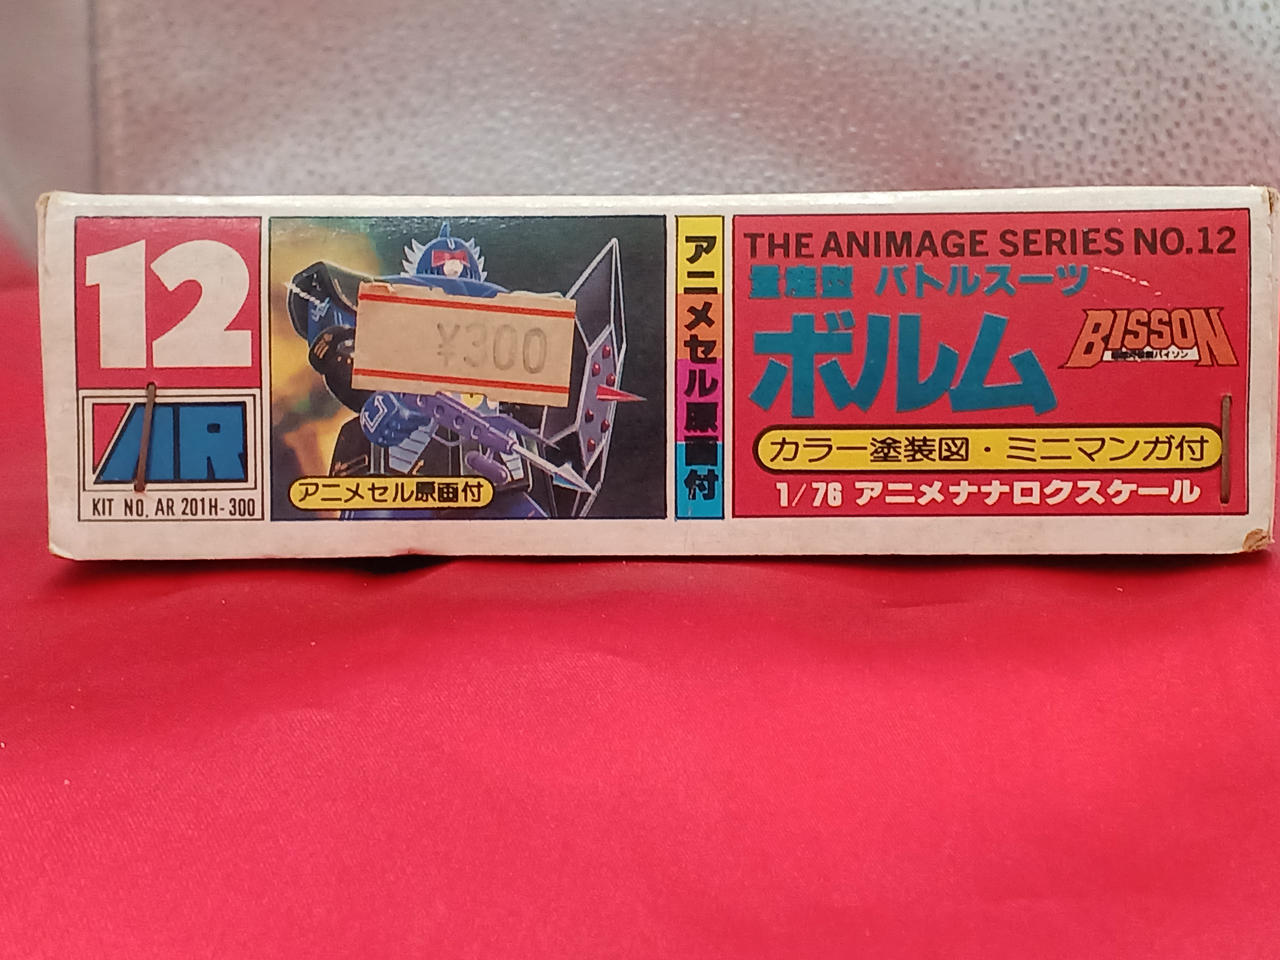 12
AR
KIT NO. AR 201H-300
¥300
アニメセル原画付
アニメセル原画付
THE ANIMAGE SERIES NO.12
量産型 バトルスーツ
ボルム
BISSON
カラー塗装図・ミニマンガ付
1/76 アニメナナロクスケール